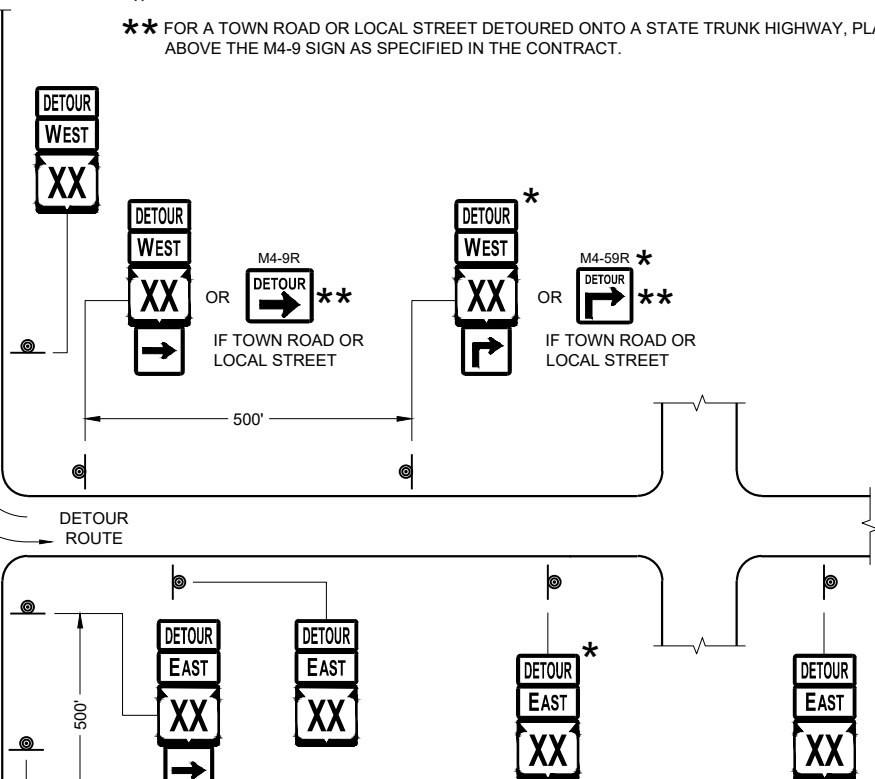 ** FOR A TOWN ROAD OR LOCAL STREET DETOURED ONTO A STATE TRUNK HIGHWAY,
ABOVE THE M4-9 SIGN AS SPECIFIED IN THE CONTRACT.
DETOUR
WEST
XX
DETOUR
WEST
XX
OR
M4-9R
DETOUR
**
IF TOWN ROAD OR
LOCAL STREET
DETOUR
*
WEST
XX
OR
M4-59R *
DETOUR
**
IF TOWN ROAD OR
LOCAL STREET
500'
DETOUR
ROUTE
DETOUR
EAST
XX
500'
DETOUR
EAST
XX
DETOUR
*
EAST
XX
DETOUR
EAST
XX